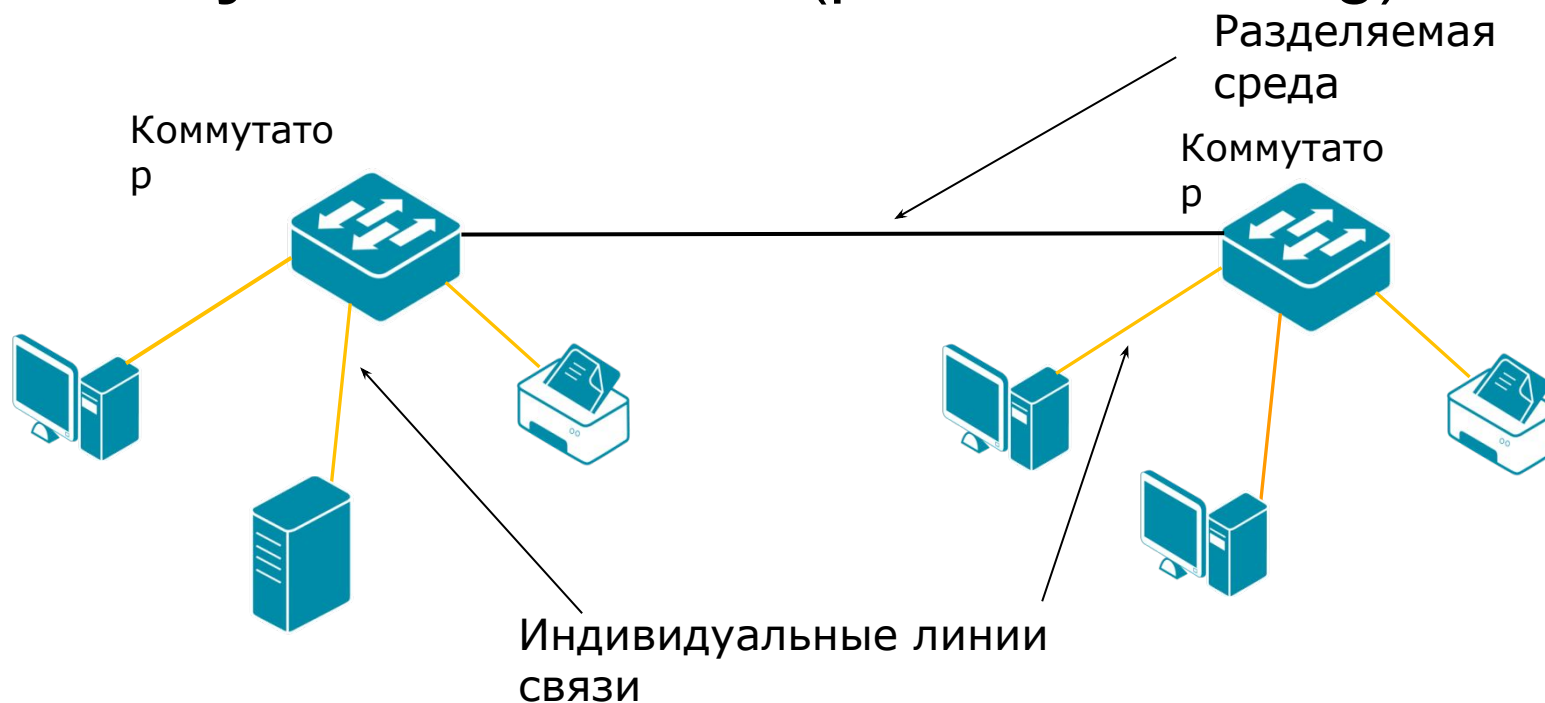 Разделяемая
среда
Коммутато
р
Коммутато
р
Индивидуальные линии
связи